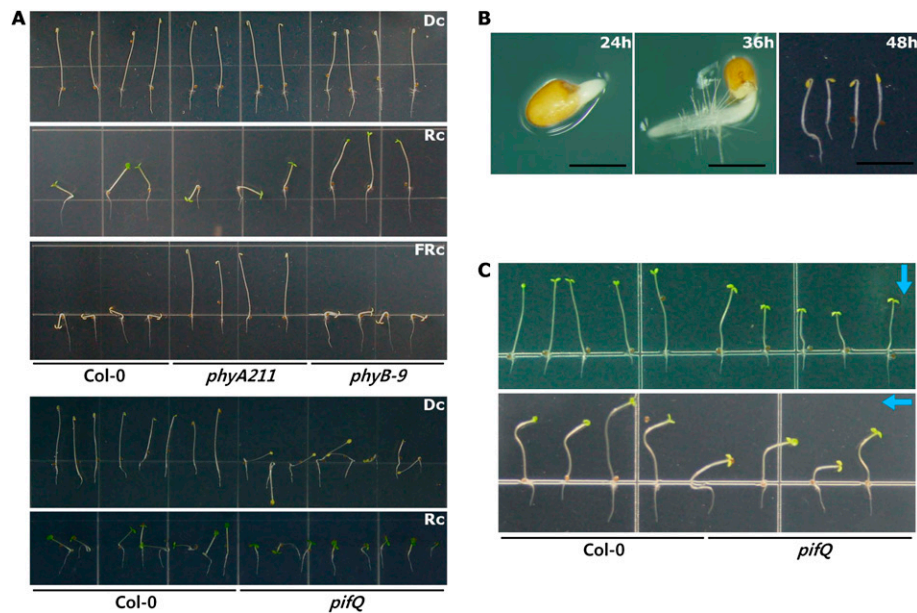 A
Dc
Rc
FRc
Col-0 phyA211 phyB-9
Dc
Rc
Col-0 pifQ
B
24h 36h 48h
C
Col-0 pifQ